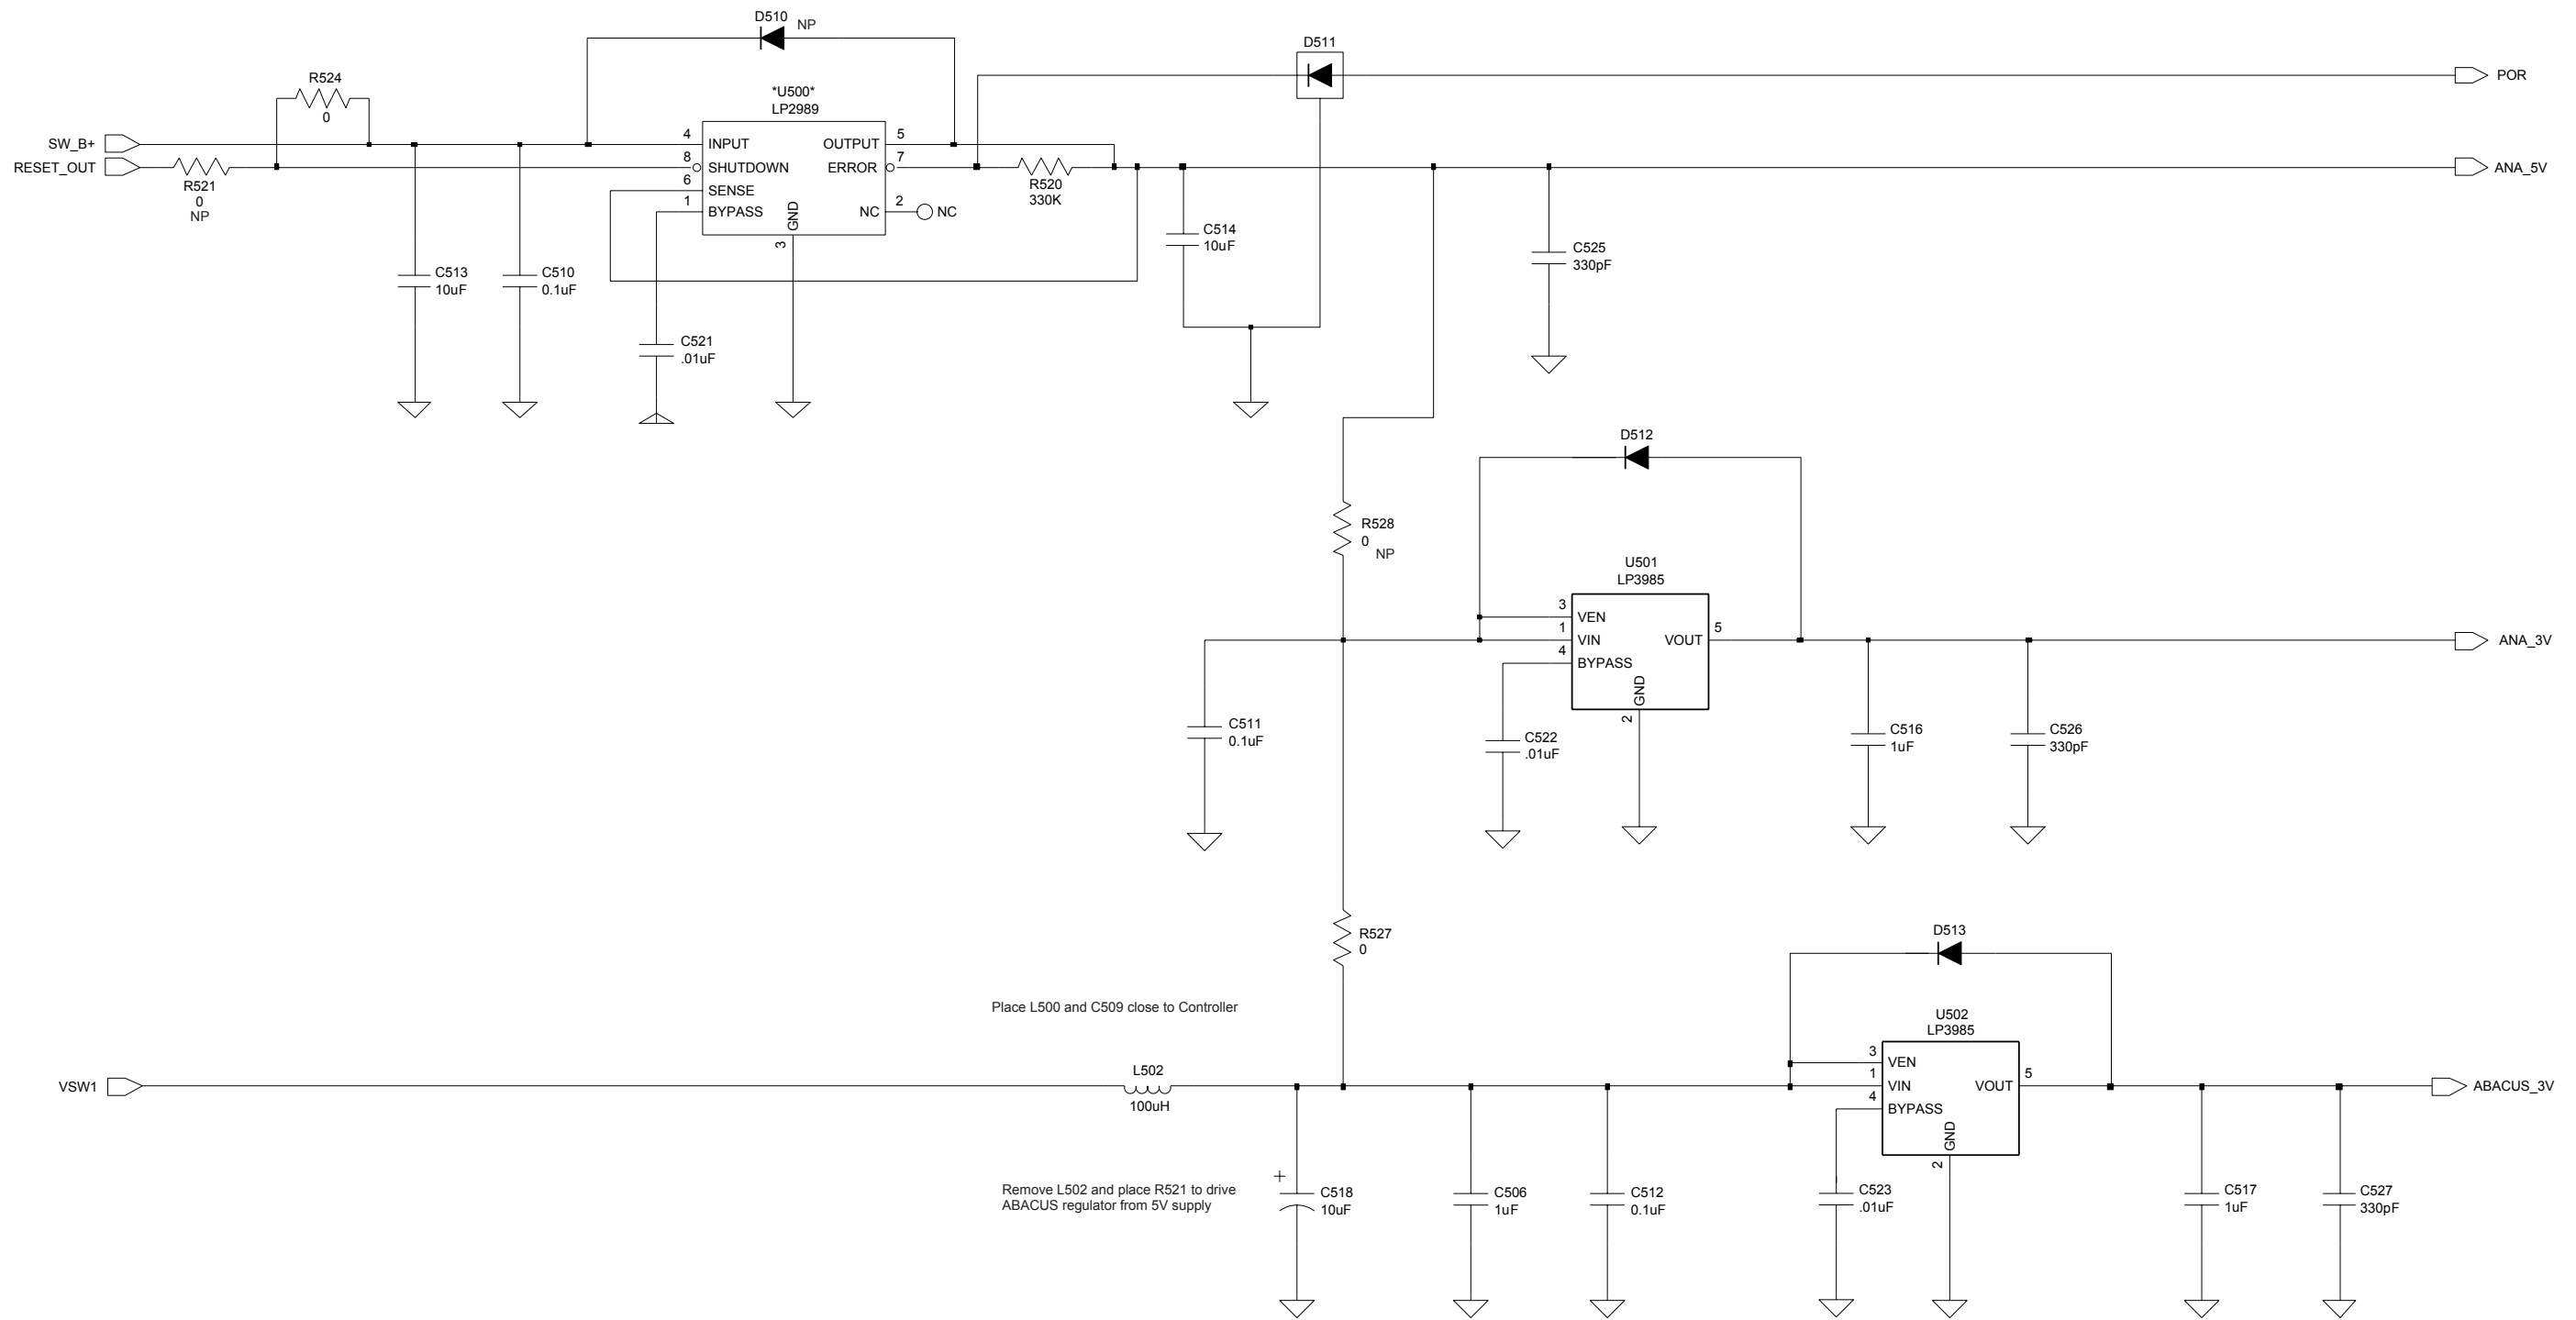 D510
NP
D511
R524
0
POR
*U500*
LP2989
SW_B+
4
INPUT
OUTPUT
5
RESET_OUT
8
SHUTDOWN
ERROR
7
ANA_5V
R521
0
NP
6
SENSE
R520
330K
1
BYPASS
GND
NC
2
NC
3
C514
10uF
C525
330pF
C513
10uF
C510
0.1uF
C521
.01uF
D512
R528
0
NP
U501
LP3985
3
VEN
1
VIN
VOUT
5
ANA_3V
4
BYPASS
GND
2
C511
0.1uF
C522
.01uF
C516
1uF
C526
330pF
R527
0
D513
Place L500 and C509 close to Controller
U502
LP3985
3
VEN
VSW1
L502
100uH
1
VIN
VOUT
5
ABACUS_3V
4
BYPASS
GND
2
+
Remove L502 and place R521 to drive
ABACUS regulator from 5V supply
C518
10uF
C506
1uF
C512
0.1uF
C523
.01uF
C517
1uF
C527
330pF